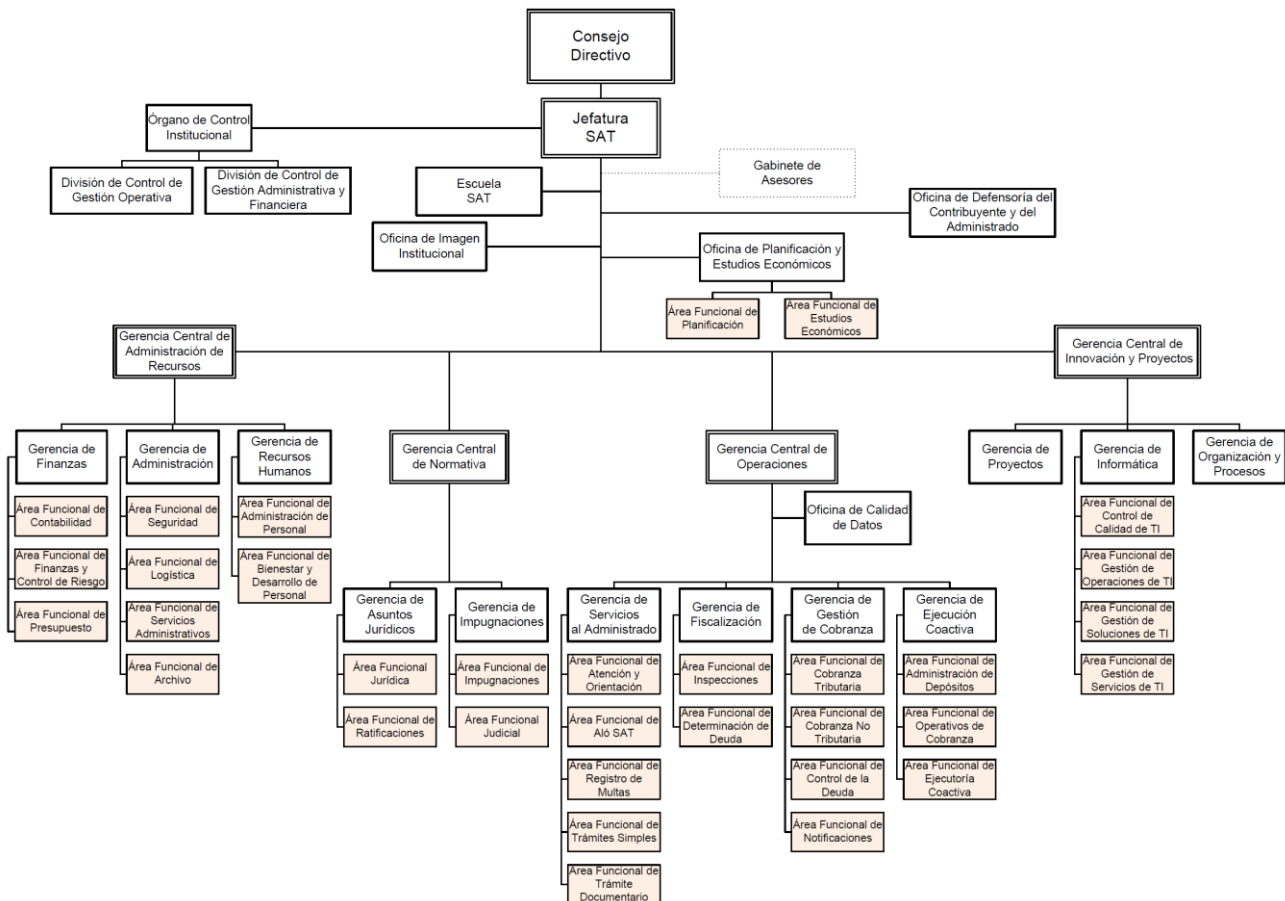 Consejo
Directivo
Jefatura
SAT
Órgano de Control
Institucional
División de Control de
Gestión Operativa
División de Control de
Gestión Administrativa y
Financiera
Gabinete de
Asesores
Escuela
SAT
Oficina de Defensoría del
Contribuyente y del
Administrado
Oficina de Imagen
Institucional
Oficina de Planificación y
Estudios Económicos
Área Funcional de
Planificación
Área Funcional de
Estudios
Económicos
Gerencia Central de
Administración de
Recursos
Gerencia Central de
Innovación y Proyectos
Gerencia de
Finanzas
Gerencia de
Administración
Gerencia de
Recursos
Humanos
Gerencia Central
de Normativa
Gerencia Central de
Operaciones
Gerencia de
Proyectos
Gerencia de
Informática
Gerencia de
Organización y
Procesos
Área Funcional de
Contabilidad
Área Funcional de
Finanzas y
Control de Riesgo
Área Funcional de
Presupuesto
Área Funcional de
Seguridad
Área Funcional de
Logística
Área Funcional de
Servicios
Administrativos
Área Funcional de
Archivo
Área Funcional de
Administración de
Personal
Área Funcional de
Bienestar y
Desarrollo de
Personal
Oficina de Calidad
de Datos
Área Funcional de
Control de
Calidad de TI
Área Funcional de
Gestión de
Operaciones de TI
Área Funcional de
Gestión de
Soluciones de TI
Área Funcional de
Gestión de
Servicios de TI
Gerencia de
Asuntos
Jurídicos
Gerencia de
Impugnaciones
Gerencia de
Servicios
al Administrado
Gerencia de
Fiscalización
Gerencia de
Gestión
de Cobranza
Gerencia de
Ejecución
Coactiva
Área Funcional
Jurídica
Área Funcional de
Ratificaciones
Área Funcional de
Impugnaciones
Área Funcional
Judicial
Área Funcional de
Atención y
Orientación
Área Funcional de
Aló SAT
Área Funcional de
Registro de
Multas
Área Funcional de
Trámites Simples
Área Funcional de
Trámite
Documentario
Área Funcional de
Inspecciones
Área Funcional de
Determinación de
Deuda
Área Funcional de
Cobranza
Tributaria
Área Funcional de
Cobranza No
Tributaria
Área Funcional de
Control de la
Deuda
Área Funcional de
Notificaciones
Área Funcional de
Administración de
Depósitos
Área Funcional de
Operativos de
Cobranza
Área Funcional de
Ejecutoría
Coactiva